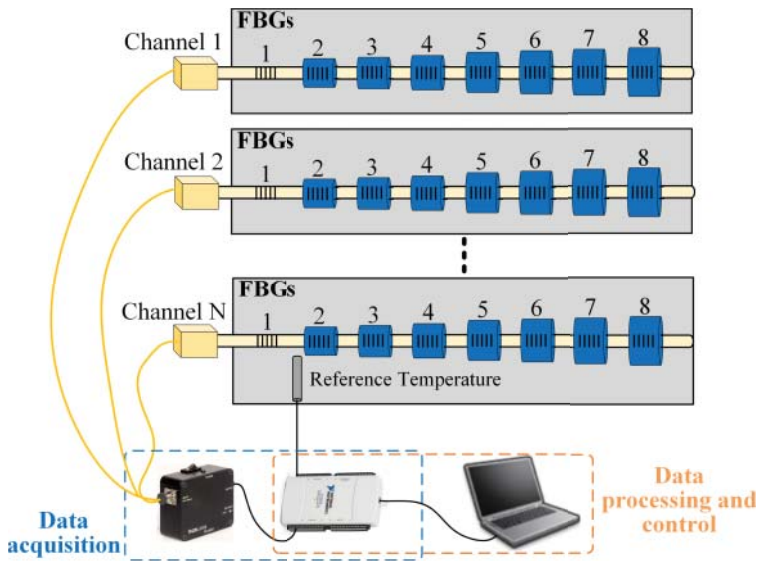 FBGs
Channel 1
1 2 3 4 5 6 7 8
FBGs
Channel 2
1 2 3 4 5 6 7 8
FBGs
Channel N
1 2 3 4 5 6 7 8
Reference Temperature
Data
acquisition
Data
processing and
control